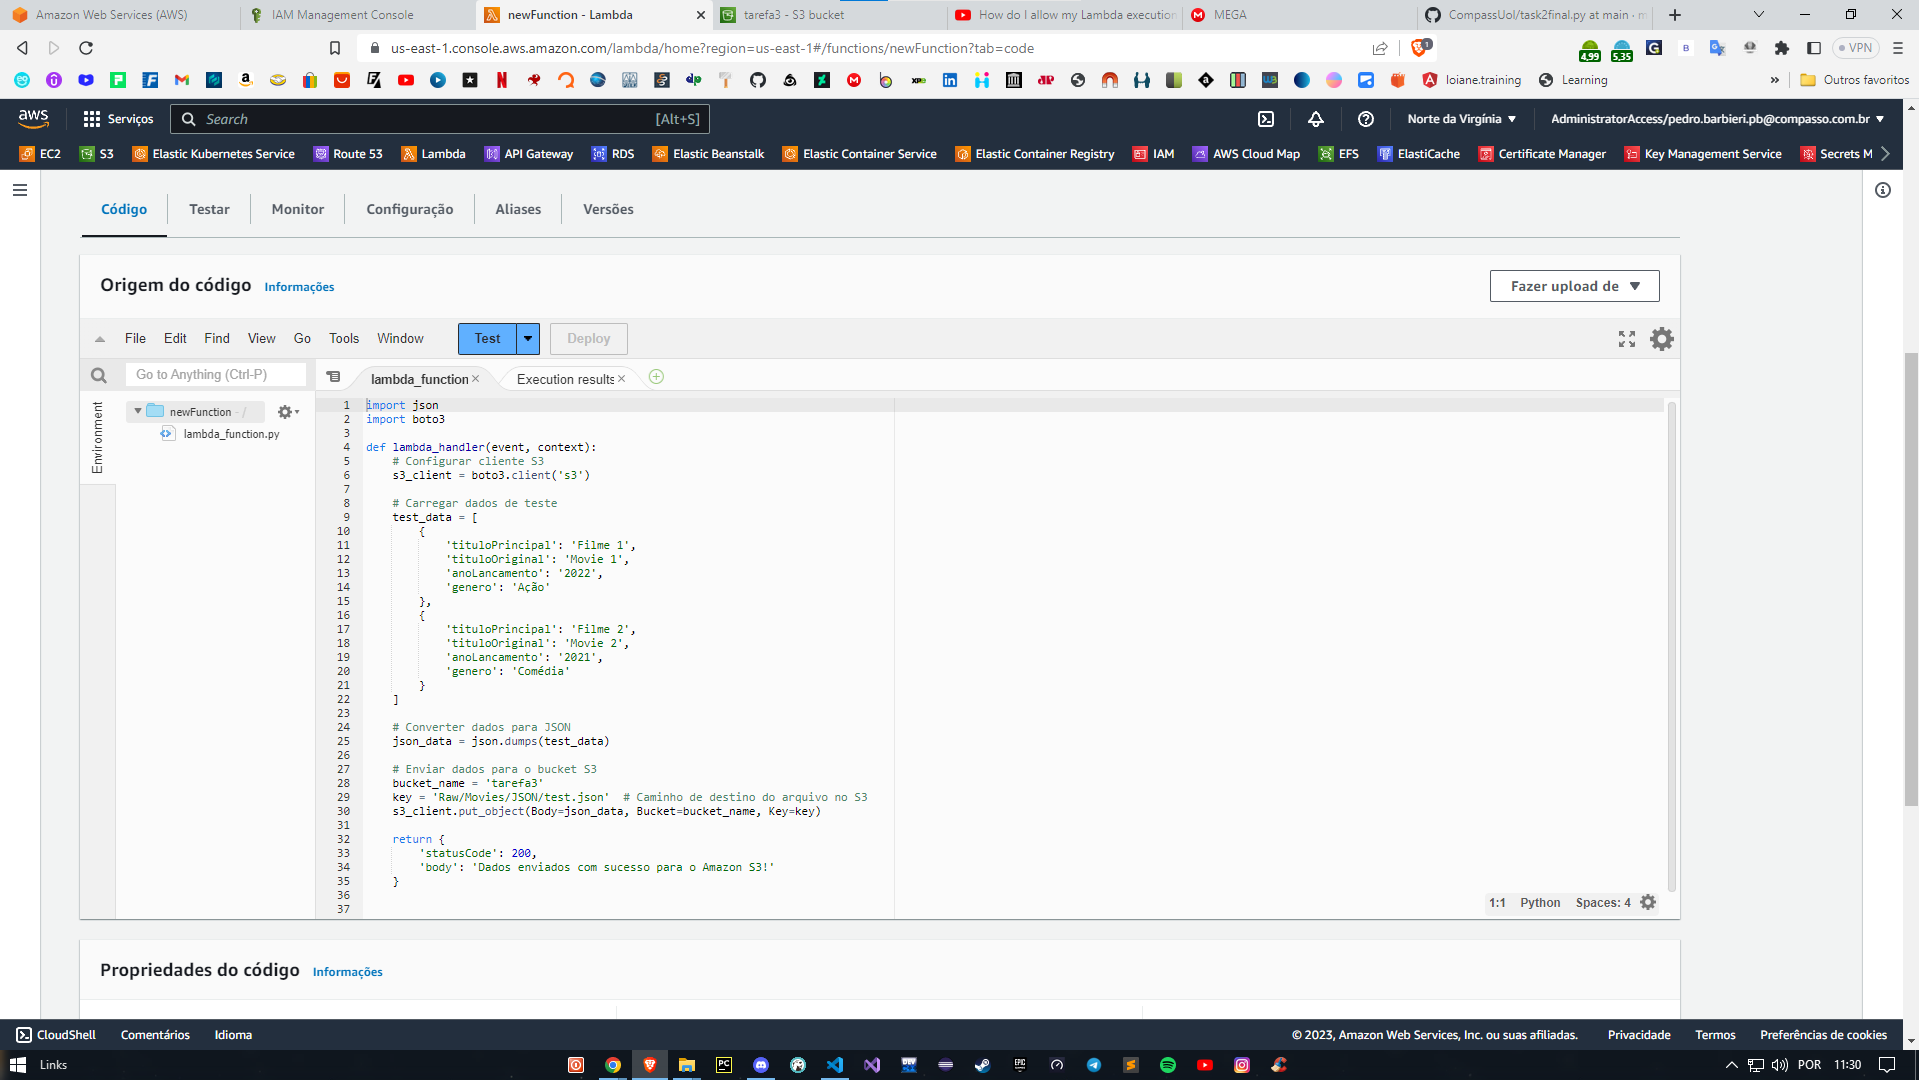 Amazon Web Services (AWS)
IAM Management Console
newFunction - Lambda
tarefa3 - S3 bucket
How do I allow my Lambda execution
MEGA
CompassUol/task2final.py at main · m
us-east-1.console.aws.amazon.com/lambda/home?region=us-east-1#/functions/newFunction?tab=code
1
4,99
5,35
VPN
loiane.training
Learning
Outros favoritos
aws
Serviços
Search
[Alt+S]
Norte da Virgínia
AdministratorAccess/pedro.barbieri.pb@compasso.com.br
EC2
S3
Elastic Kubernetes Service
Route 53
Lambda
API Gateway
RDS
Elastic Beanstalk
Elastic Container Service
Elastic Container Registry
IAM
AWS Cloud Map
EFS
ElastiCache
Certificate Manager
Key Management Service
Secrets M
Código
Testar
Monitor
Configuração
Aliases
Versões
Origem do código
Informações
Fazer upload de
File
Edit
Find
View
Go
Tools
Window
Test
Deploy
Go to Anything (Ctrl-P)
lambda_function
Execution results
Environment
newFunction - /
lambda_function.py
1 import json
2 import boto3
3
4 def lambda_handler(event, context):
5 # Configurar cliente S3
6 s3_client = boto3.client('s3')
7
8 # Carregar dados de teste
9 test_data = [
10 {
11 'tituloPrincipal': 'Filme 1',
12 'tituloOriginal': 'Movie 1',
13 'anoLancamento': '2022',
14 'genero': 'Ação'
15 },
16 {
17 'tituloPrincipal': 'Filme 2',
18 'tituloOriginal': 'Movie 2',
19 'anoLancamento': '2021',
20 'genero': 'Comédia'
21 }
22 ]
23
24 # Converter dados para JSON
25 json_data = json.dumps(test_data)
26
27 # Enviar dados para o bucket S3
28 bucket_name = 'tarefa3'
29 key = 'Raw/Movies/JSON/test.json' # Caminho de destino do arquivo no S3
30 s3_client.put_object(Body=json_data, Bucket=bucket_name, Key=key)
31
32 return {
33 'statusCode': 200,
34 'body': 'Dados enviados com sucesso para o Amazon S3!'
35 }
36
37
1:1 Python Spaces: 4
Propriedades do código
Informações
CloudShell
Comentários
Idioma
© 2023, Amazon Web Services, Inc. ou suas afiliadas.
Privacidade
Termos
Preferências de cookies
Links
POR
11:30